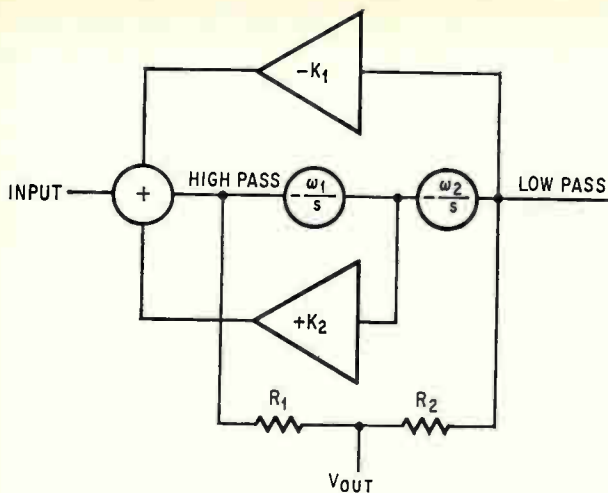 −K₁
INPUT
+
HIGH PASS
−ω₁/s
−ω₂/s
LOW PASS
+K₂
R₁
R₂
VOUT